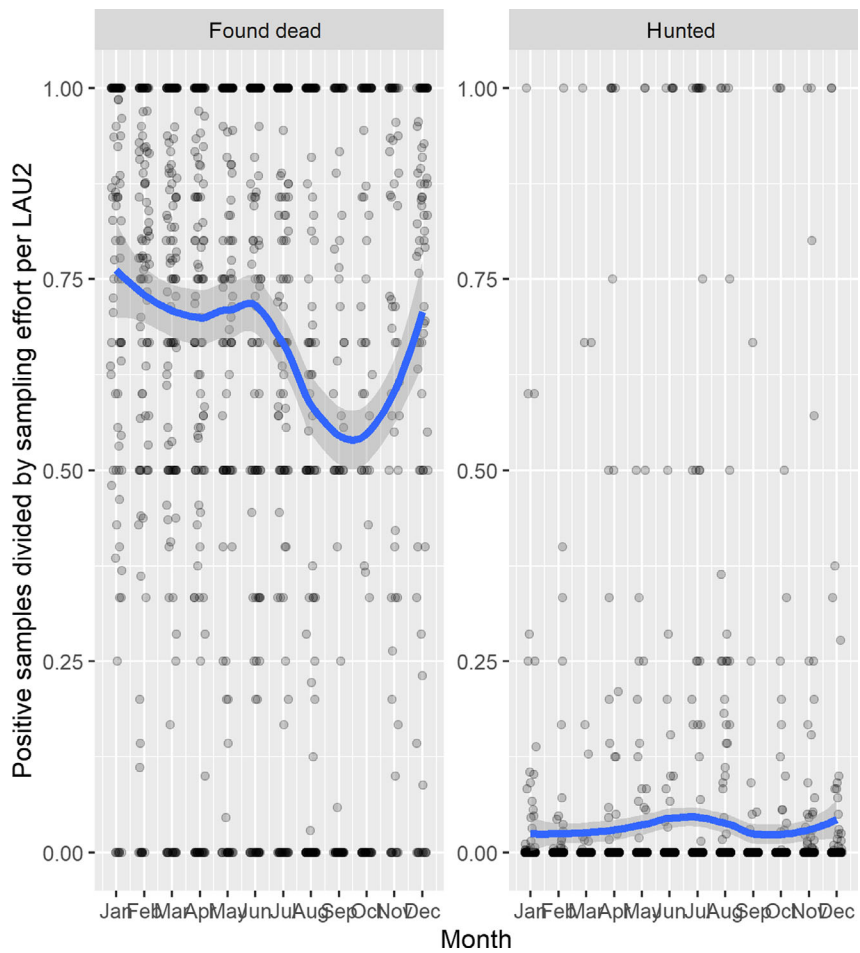 Found dead
Hunted
Positive samples divided by sampling effort per LAU2
1.00
0.75
0.50
0.25
0.00
Jan Feb Mar Apr May Jun Jul Aug Sep Oct Nov Dec
1.00
0.75
0.50
0.25
0.00
Jan Feb Mar Apr May Jun Jul Aug Sep Oct Nov Dec
Month